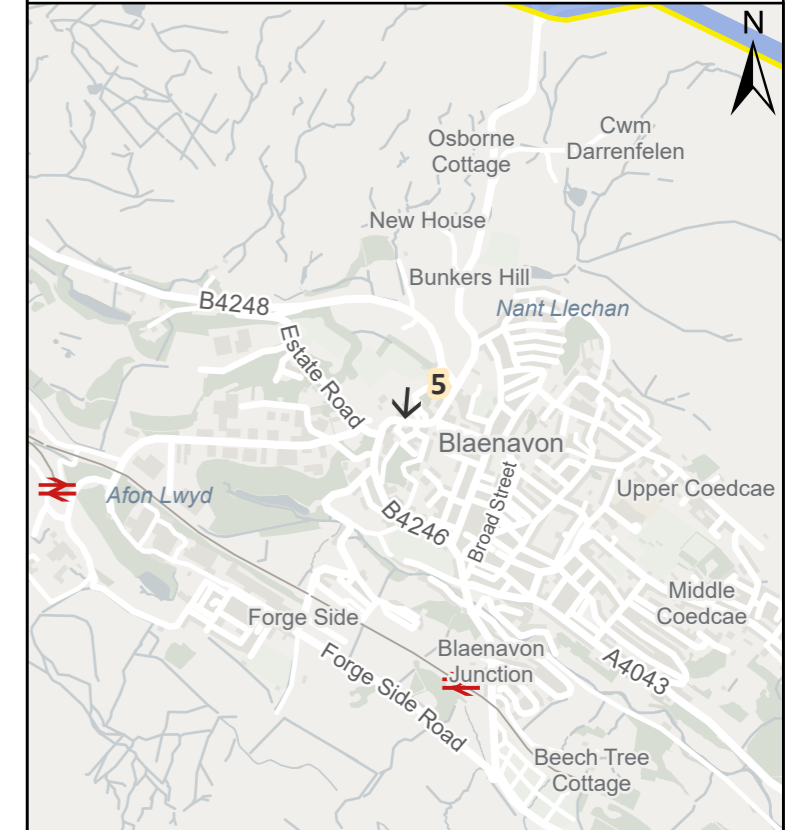 N
Osborne
Cottage
Cwm
Darrenfelen
New House
Bunkers Hill
B4248
Nant Llechan
Estate Road
5
Blaenavon
Upper Coedcae
Afon Lwyd
Broad Street
B4246
Middle
Coedcae
Forge Side
Blaenavon
Junction
A4043
Forge Side Road
Beech Tree
Cottage